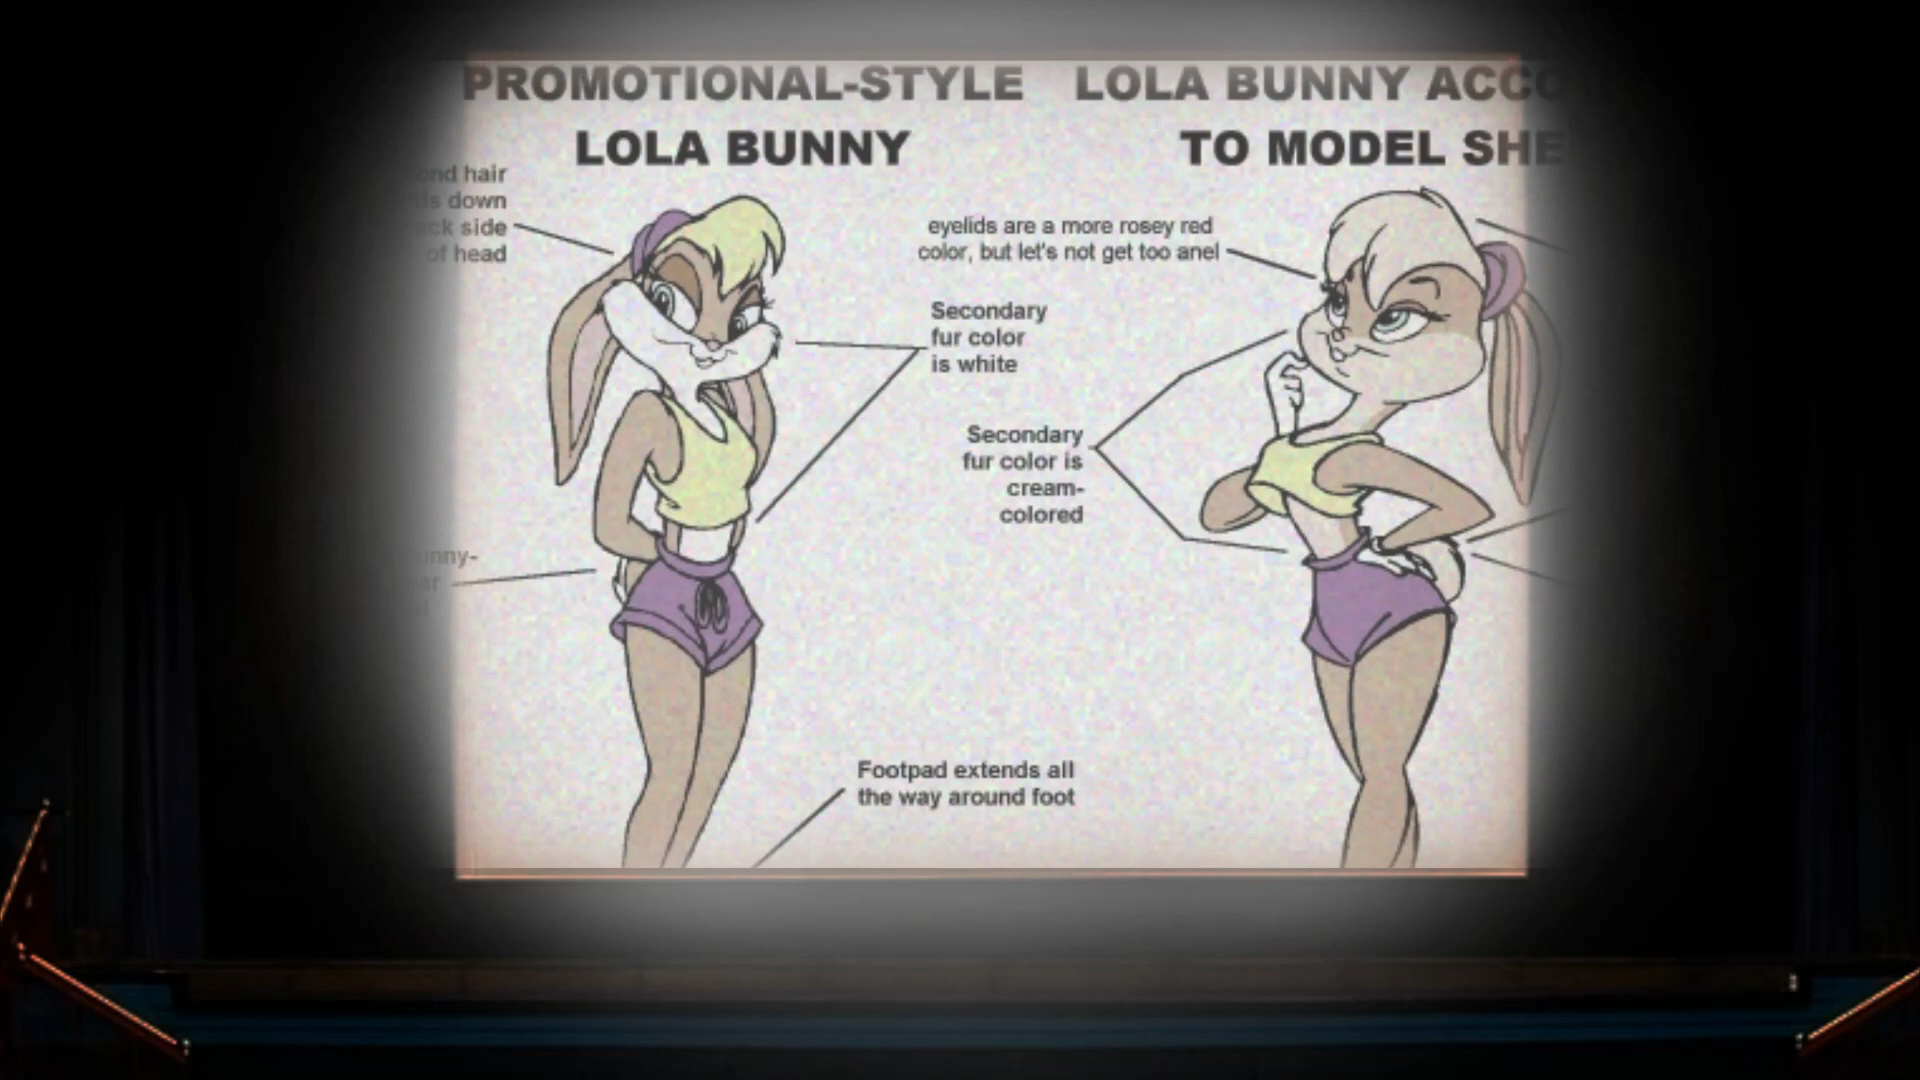 PROMOTIONAL-STYLE
LOLA BUNNY
LOLA BUNNY ACCO
TO MODEL SHE
hair
down
side
of head
eyelids are a more rosey red
color, but let's not get too anel
Secondary
fur color
is white
Secondary
fur color is
cream-
colored
Footpad extends all
the way around foot